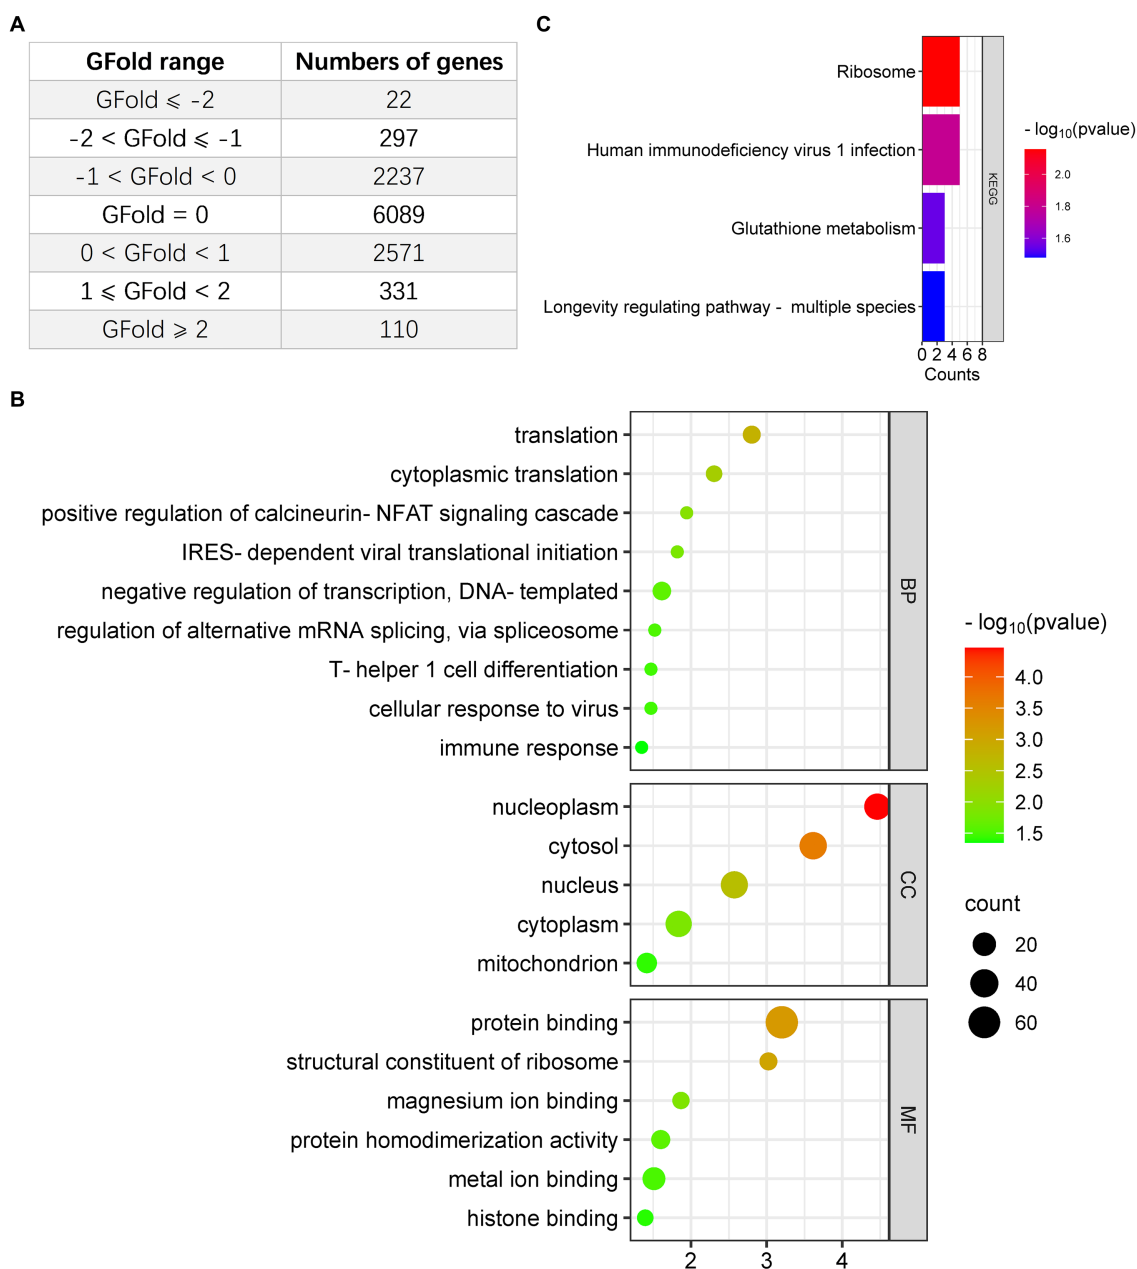 A
GFold range Numbers of genes
GFold ⩽ -2 22
-2 < GFold ⩽ -1 297
-1 < GFold < 0 2237
GFold = 0 6089
0 < GFold < 1 2571
1 ⩽ GFold < 2 331
GFold ⩾ 2 110
C
Ribosome
Human immunodeficiency virus 1 infection
Glutathione metabolism
Longevity regulating pathway - multiple species
0 2 4 6 8
Counts
KEGG
- log10(pvalue)
2.0
1.8
1.6
B
translation
cytoplasmic translation
positive regulation of calcineurin- NFAT signaling cascade
IRES- dependent viral translational initiation
negative regulation of transcription, DNA- templated
regulation of alternative mRNA splicing, via spliceosome
T- helper 1 cell differentiation
cellular response to virus
immune response
BP
nucleoplasm
cytosol
nucleus
cytoplasm
mitochondrion
CC
protein binding
structural constituent of ribosome
magnesium ion binding
protein homodimerization activity
metal ion binding
histone binding
MF
2 3 4
- log10(pvalue)
4.0
3.5
3.0
2.5
2.0
1.5
count
20
40
60